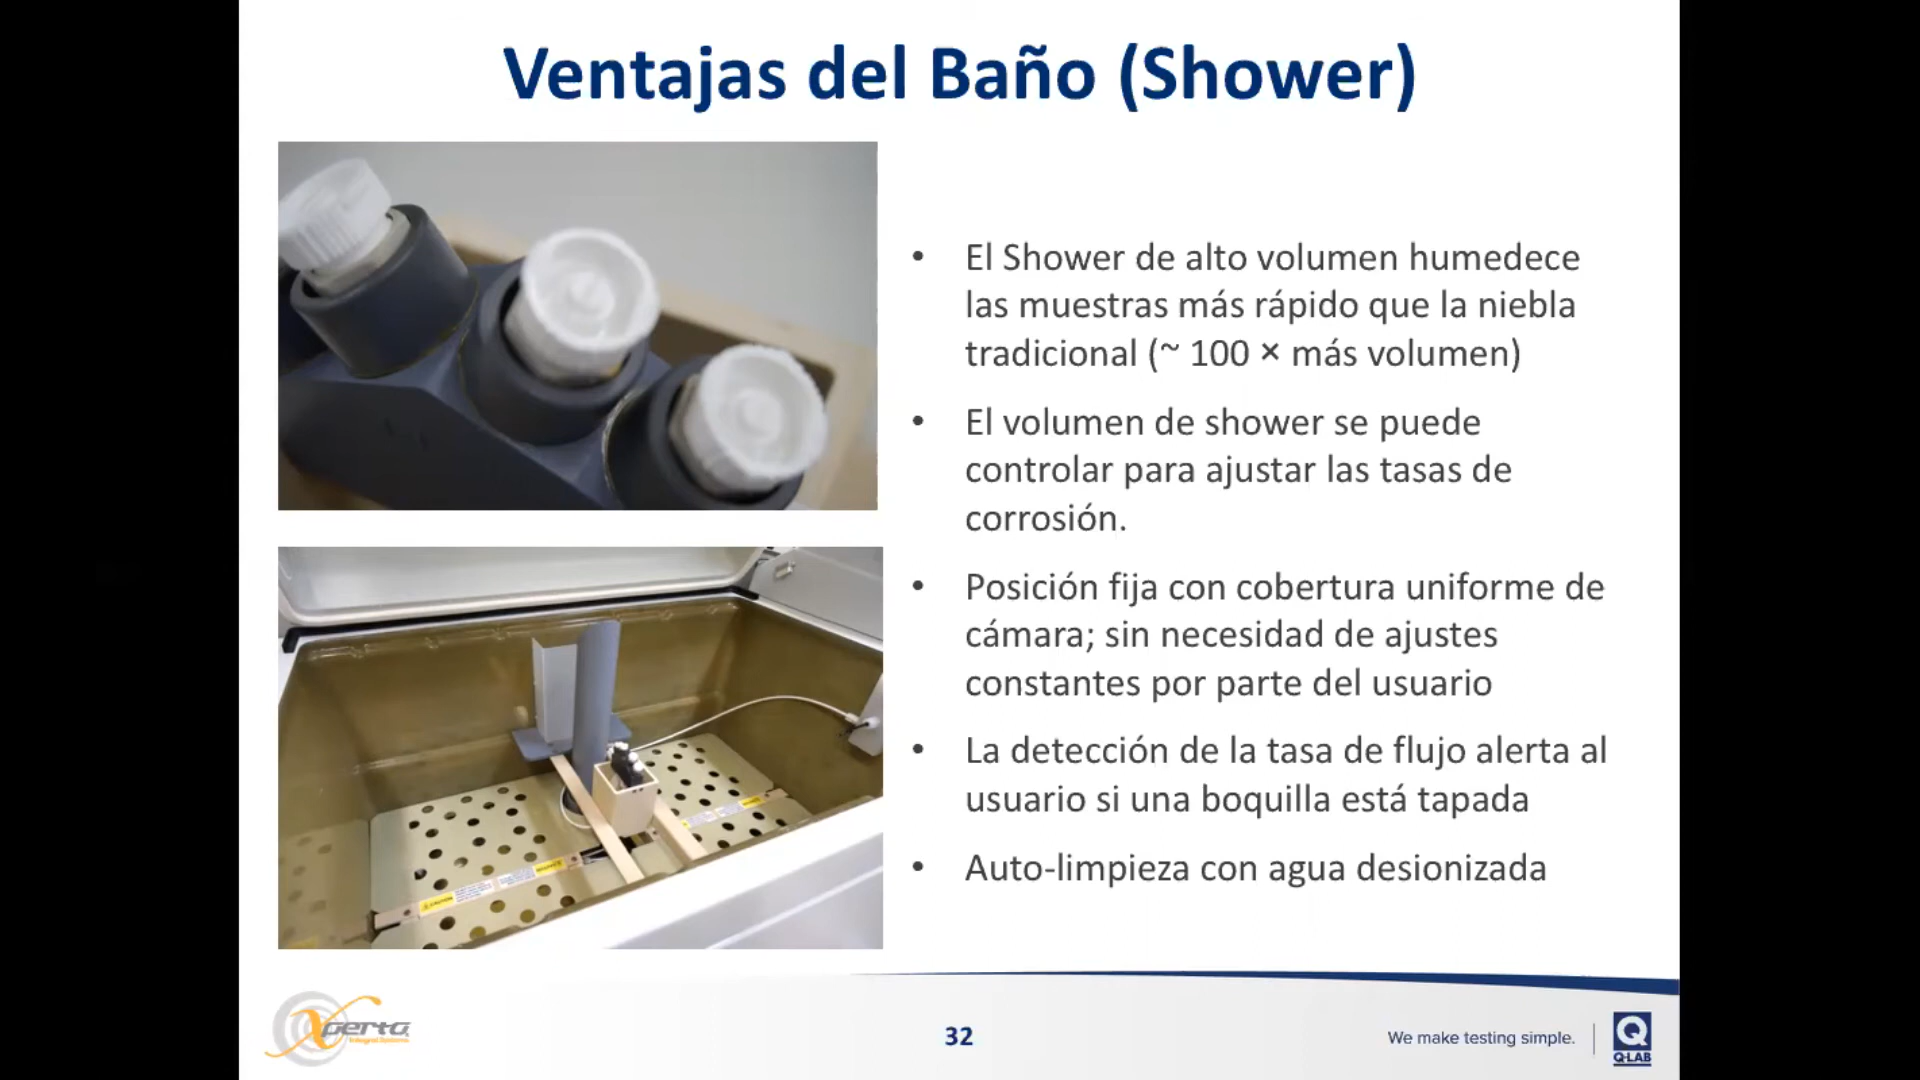 Ventajas del Baño (Shower)
• El Shower de alto volumen humedece
las muestras más rápido que la niebla
tradicional (~ 100 × más volumen)
• El volumen de shower se puede
controlar para ajustar las tasas de
corrosión.
• Posición fija con cobertura uniforme de
cámara; sin necesidad de ajustes
constantes por parte del usuario
• La detección de la tasa de flujo alerta al
usuario si una boquilla está tapada
• Auto-limpieza con agua desionizada
Xperta
Integral Systems
32
We make testing simple.
Q-LAB